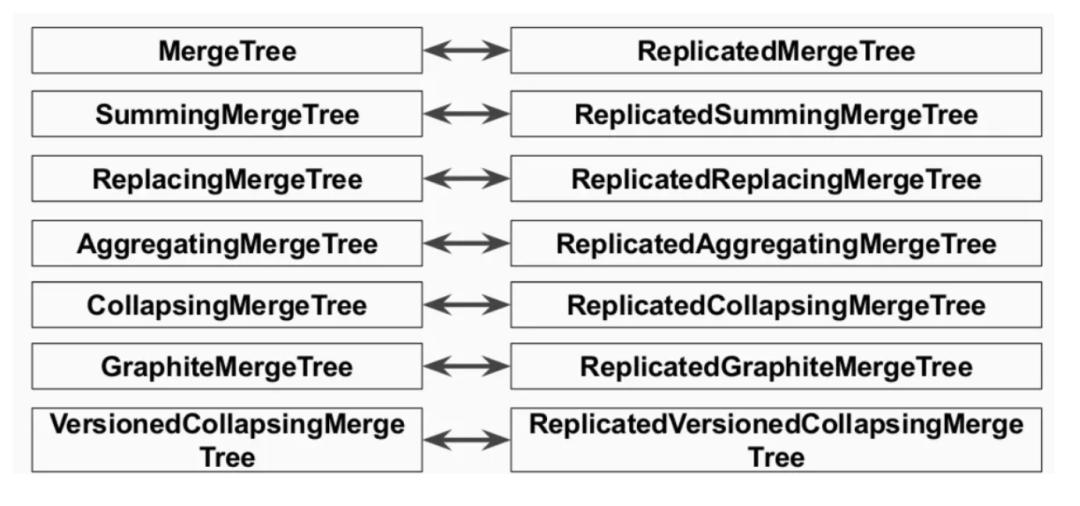 MergeTree ReplicatedMergeTree
SummingMergeTree ReplicatedSummingMergeTree
ReplacingMergeTree ReplicatedReplacingMergeTree
AggregatingMergeTree ReplicatedAggregatingMergeTree
CollapsingMergeTree ReplicatedCollapsingMergeTree
GraphiteMergeTree ReplicatedGraphiteMergeTree
VersionedCollapsingMerge
Tree
ReplicatedVersionedCollapsingMerge
Tree